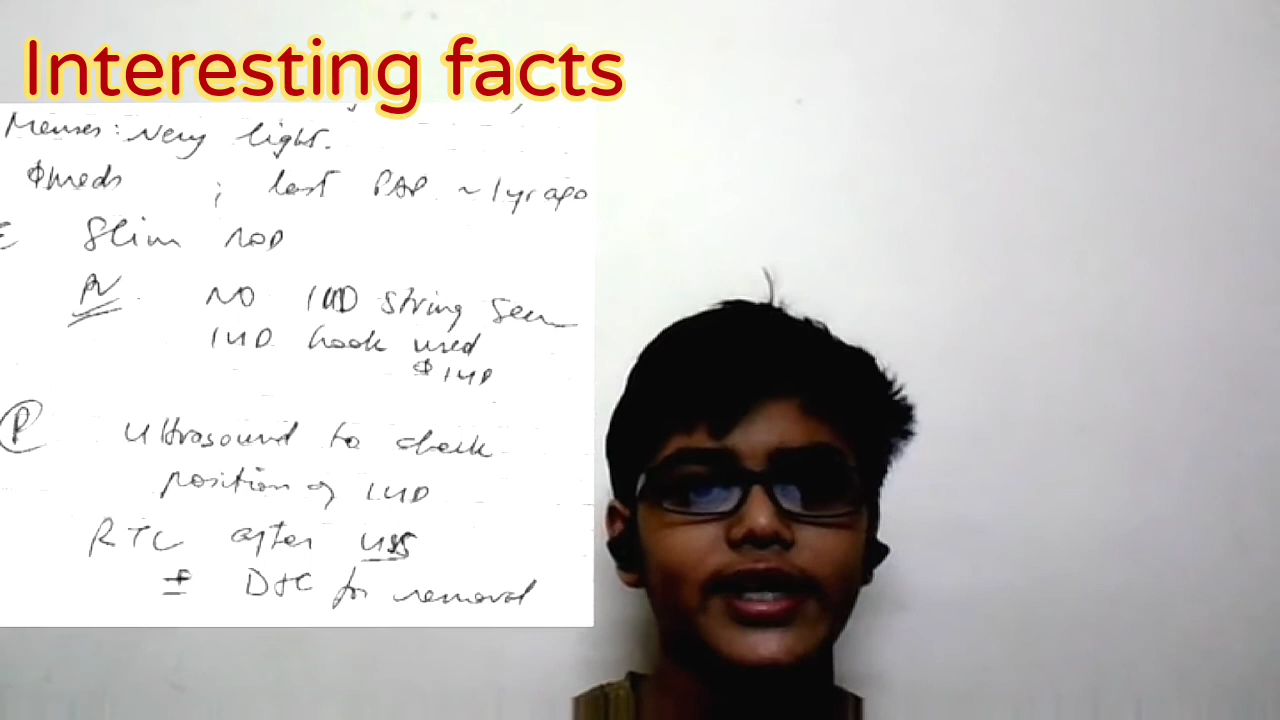 Interesting facts
Menses: Very light.
φmeds ; last PAP ~ 1yr ago
E Slim NAD
PV NO IUD string seen
IUD hook used
φ IUD
P Ultrasound to check
position of IUD
RTC after USS
± D+C for removal